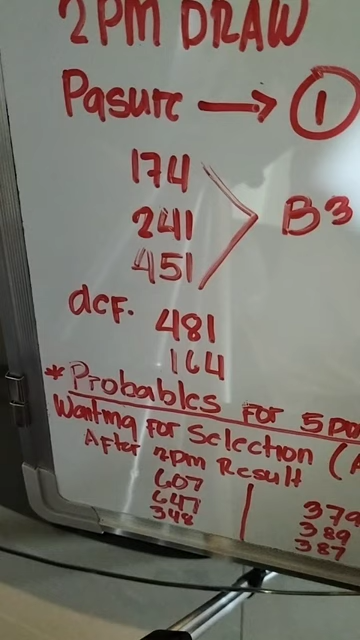 2PM DRAW
Pasure → 1
174
241
451
B3
dcf.
481
164
* Probables FOR 5PM
Waiting for Selection (A
After 2pm Result
607
647
348
379
389
387